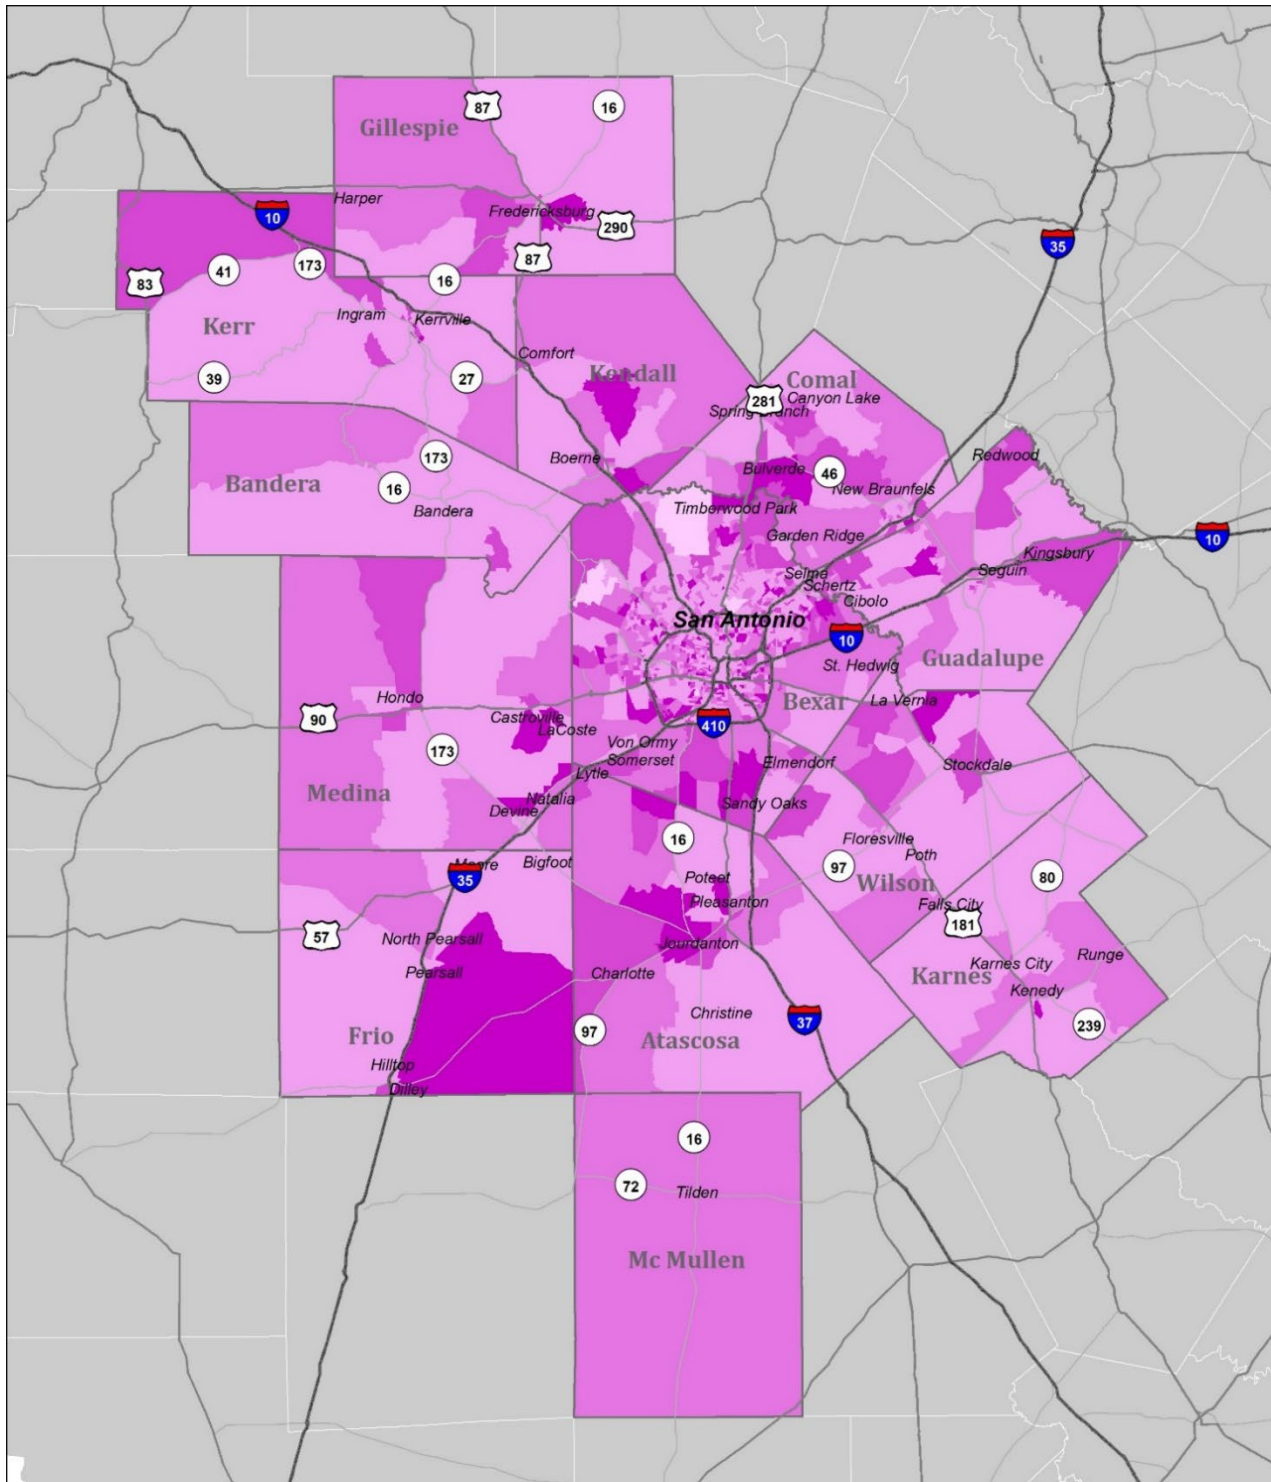 87
16
Gillespie
Harper
10
Fredericksburg
290
35
41
173
87
83
16
Ingram
Kerrville
Kerr
Comfort
Kendall
Comal
39
27
281
Canyon Lake
Spring Branch
173
Boerne
Bulverde
46
Redwood
Bandera
16
New Braunfels
Bandera
Timberwood Park
Garden Ridge
10
Kingsbury
Selma
Seguin
Schertz
Cibolo
San Antonio
10
St. Hedwig
Guadalupe
Hondo
Bexar
La Vernia
90
Castroville
LaCoste
410
173
Von Ormy
Somerset
Elmendorf
Stockdale
Lytle
Medina
Natalia
Devine
Sandy Oaks
16
Floresville
Bigfoot
Moore
Poth
35
97
80
Poteet
Wilson
Pleasanton
Falls City
57
North Pearsall
Jourdanton
181
Pearsall
Charlotte
Karnes City
Runge
Karnes
Kenedy
Christine
Frio
97
Atascosa
37
239
Hilltop
Dilley
16
72
Tilden
Mc Mullen